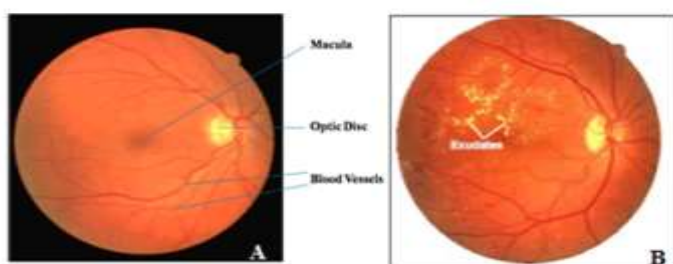 Macula
Optic Disc
Blood Vessels
A
Exudates
B